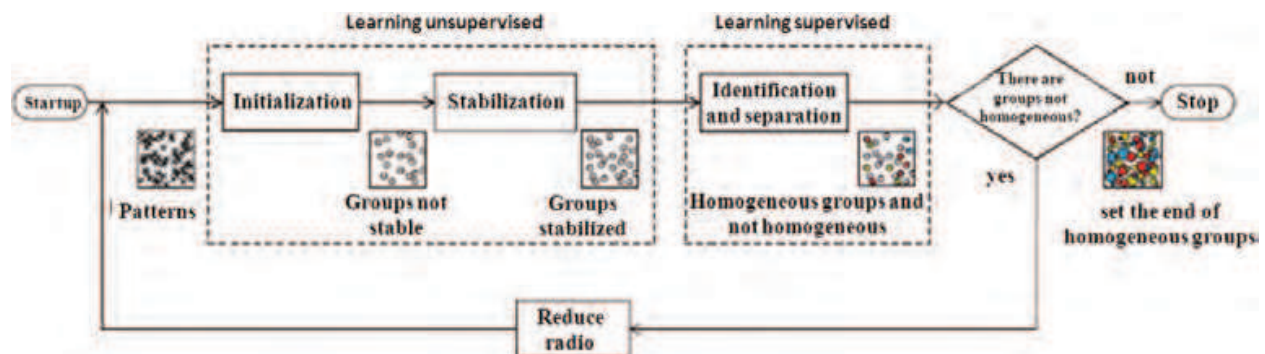 Learning unsupervised
Learning supervised
Startup
Initialization
Stabilization
Identification
and separation
There are
groups not
homogeneous?
not
Stop
Patterns
Groups not
stable
Groups
stabilized
Homogeneous groups and
not homogeneous
yes
set the end of
homogeneous groups.
Reduce
radio